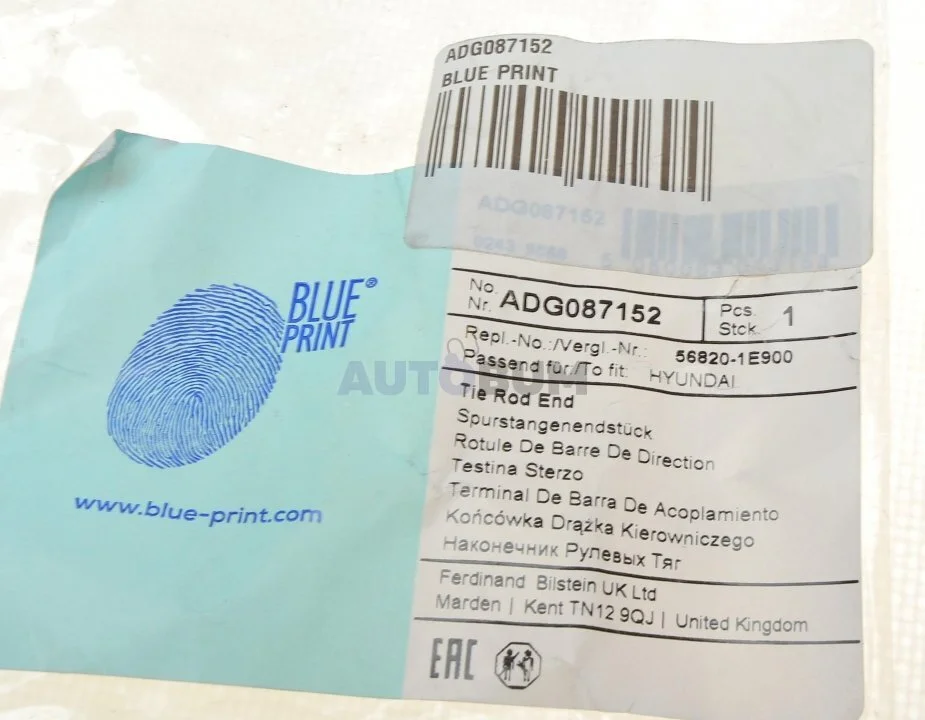 ADG087152
BLUE PRINT
ADG087152
BLUE®
PRINT
www.blue-print.com
No.
Nr. ADG087152
Pcs.
Stck. 1
Repl.-No.:/Vergl.-Nr.: 56820-1E900
Passend für:/To fit: HYUNDAI
AUTOBUM
Tie Rod End
Spurstangenendstück
Rotule De Barre De Direction
Testina Sterzo
Terminal De Barra De Acoplamiento
Końcówka Drążka Kierowniczego
Наконечник Рулевых Тяг
Ferdinand Bilstein UK Ltd
Marden | Kent TN12 9QJ | United Kingdom
EAC